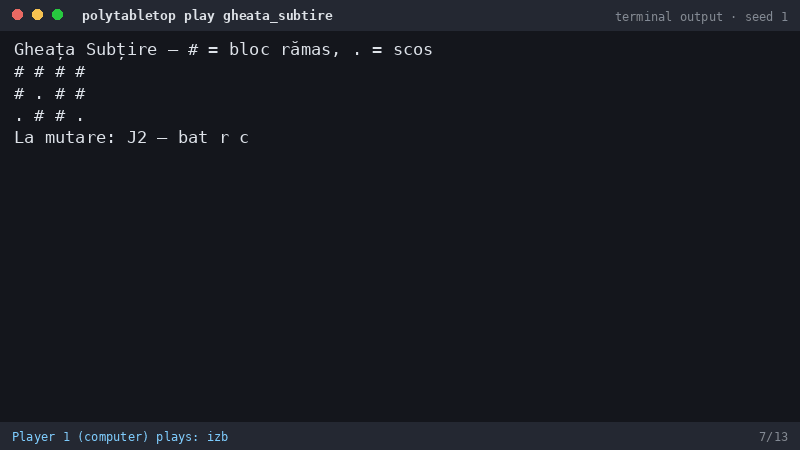 polytabletop play gheata_subtire
terminal output · seed 1
Gheața Subțire — # = bloc rămas, . = scos
# # # #
# . # #
. # # .
La mutare: J2 — bat r c
Player 1 (computer) plays: izb
7/13